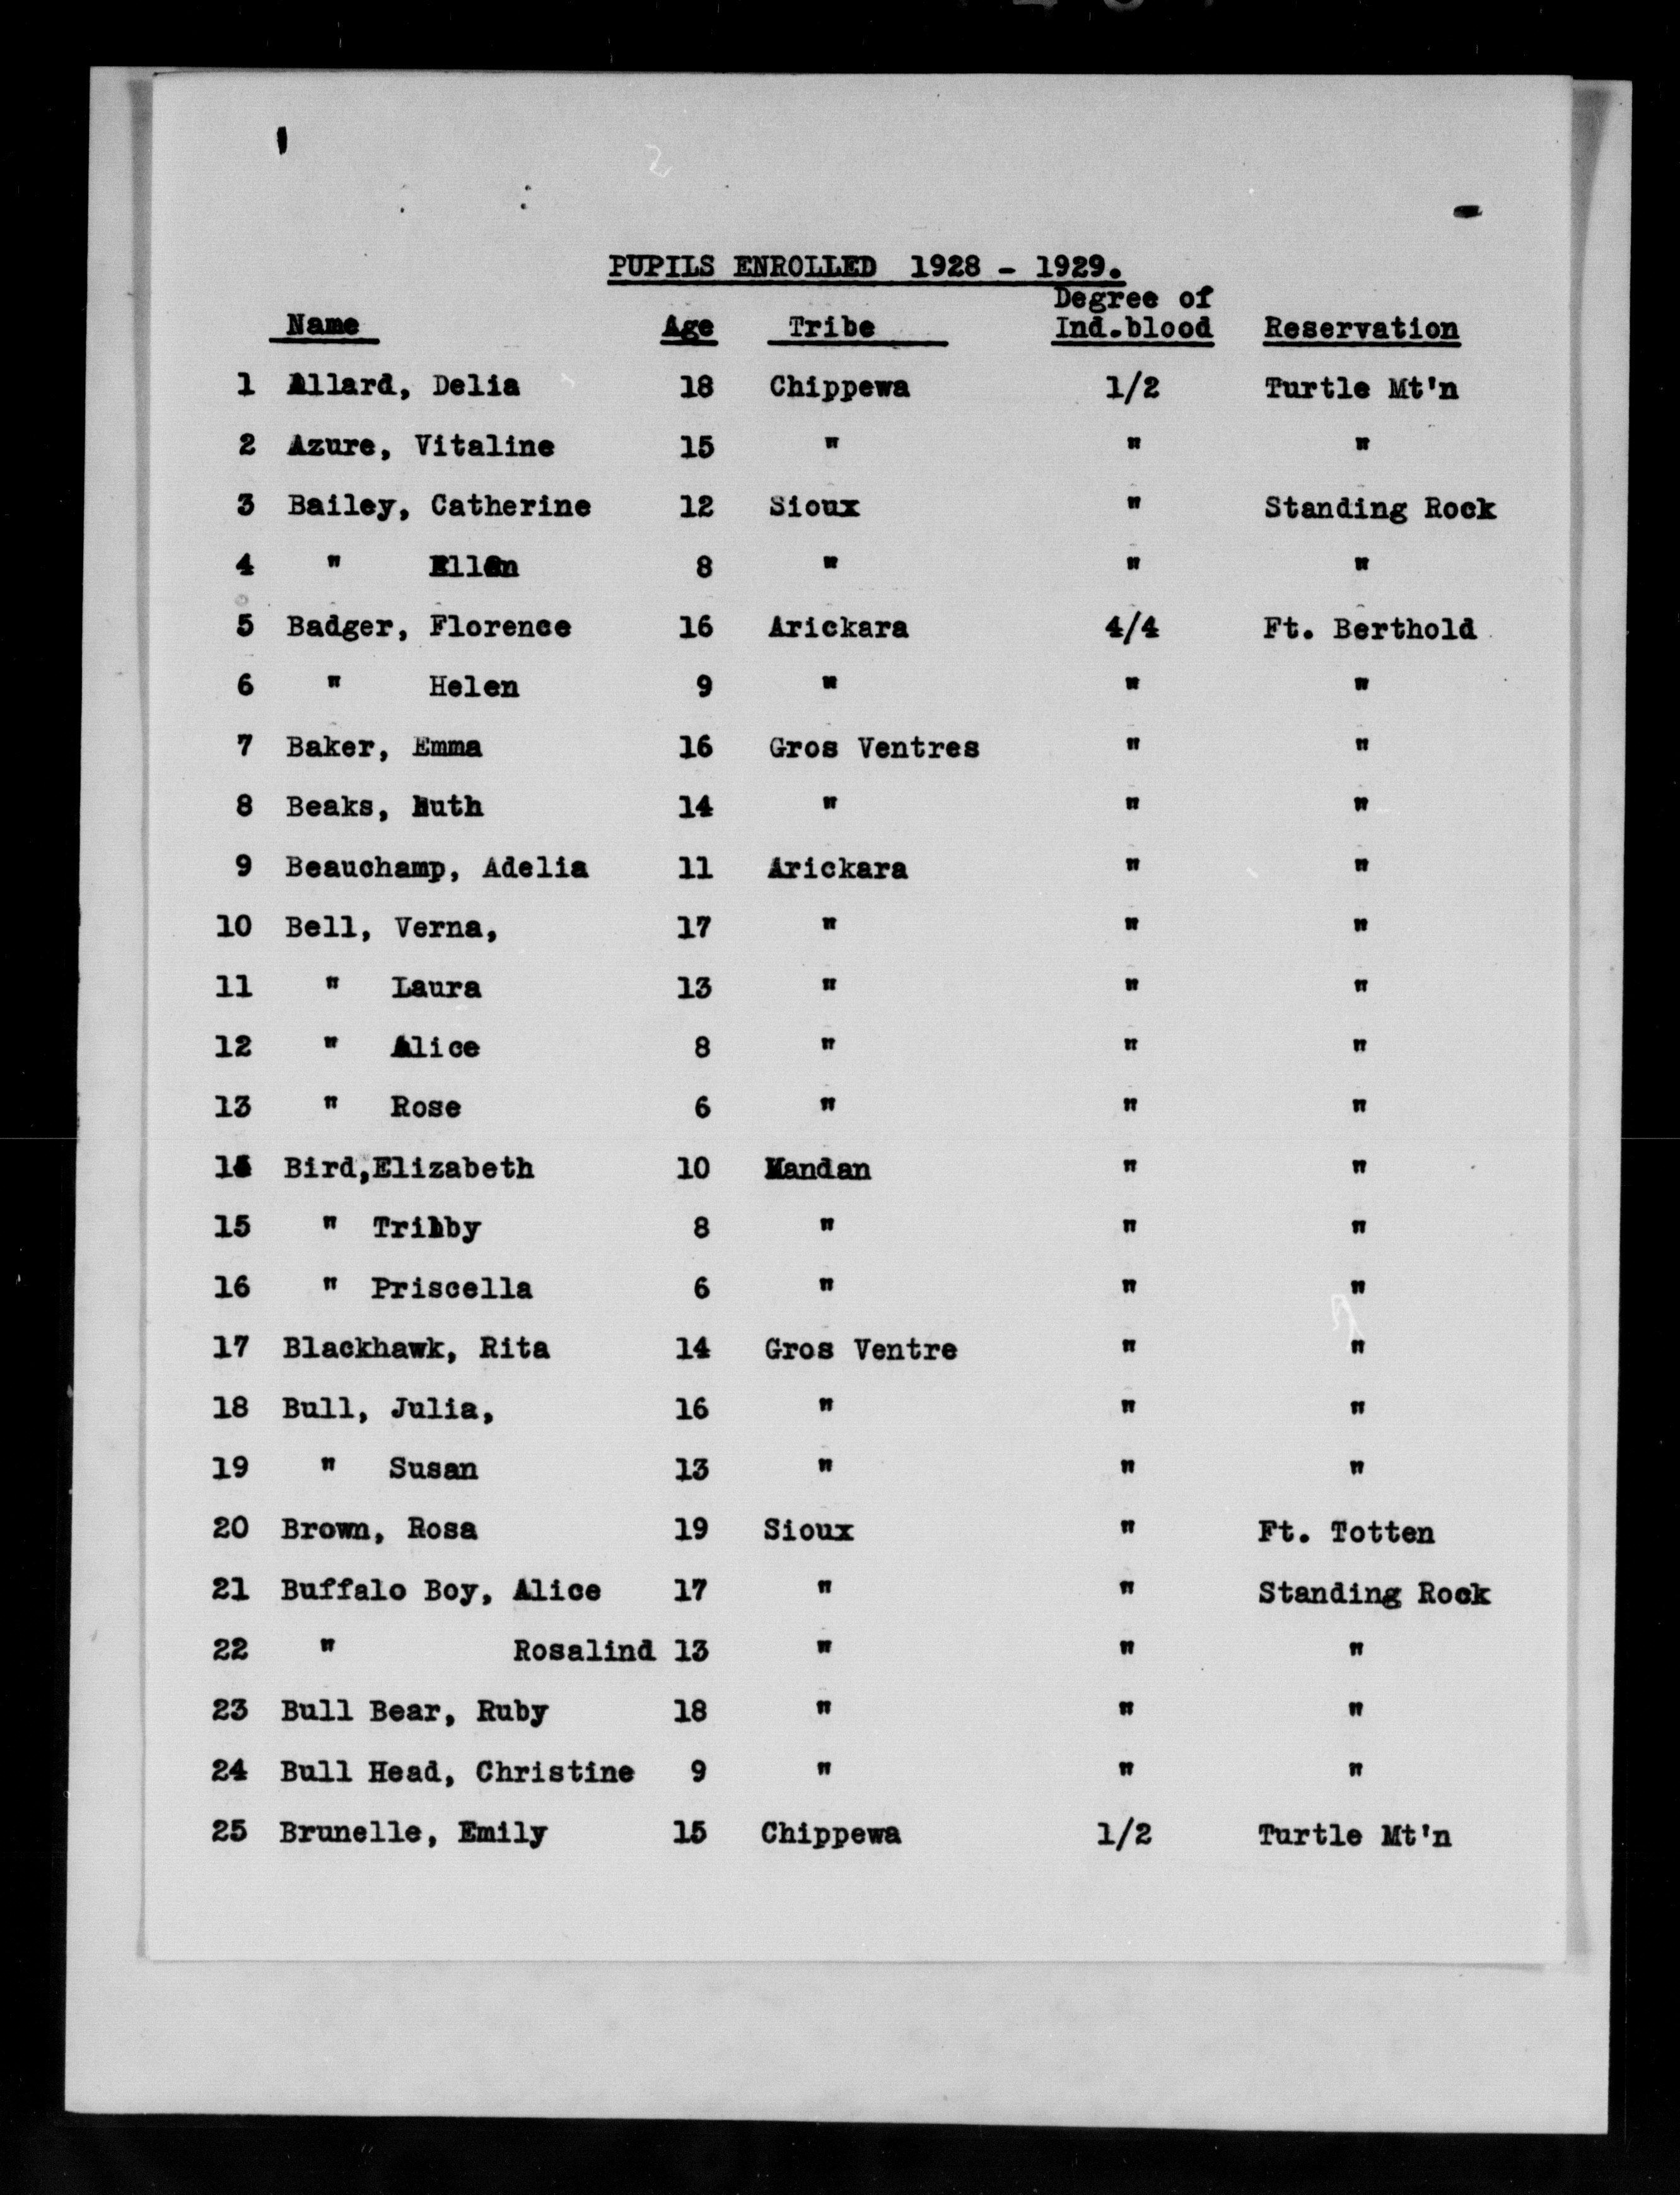 PUPILS ENROLLED 1928 - 1929.
Name Age Tribe Degree of Ind.blood Reservation
1 Allard, Delia 18 Chippewa 1/2 Turtle Mt'n
2 Azure, Vitaline 15 " " "
3 Bailey, Catherine 12 Sioux " Standing Rock
4 " Ellen 8 " " "
5 Badger, Florence 16 Arickara 4/4 Ft. Berthold
6 " Helen 9 " " "
7 Baker, Emma 16 Gros Ventres " "
8 Beaks, Ruth 14 " " "
9 Beauchamp, Adelia 11 Arickara " "
10 Bell, Verna, 17 " " "
11 " Laura 13 " " "
12 " Alice 8 " " "
13 " Rose 6 " " "
14 Bird,Elizabeth 10 Mandan " "
15 " Trilby 8 " " "
16 " Priscella 6 " " "
17 Blackhawk, Rita 14 Gros Ventre " "
18 Bull, Julia, 16 " " "
19 " Susan 13 " " "
20 Brown, Rosa 19 Sioux " Ft. Totten
21 Buffalo Boy, Alice 17 " " Standing Rock
22 " Rosalind 13 " " "
23 Bull Bear, Ruby 18 " " "
24 Bull Head, Christine 9 " " "
25 Brunelle, Emily 15 Chippewa 1/2 Turtle Mt'n